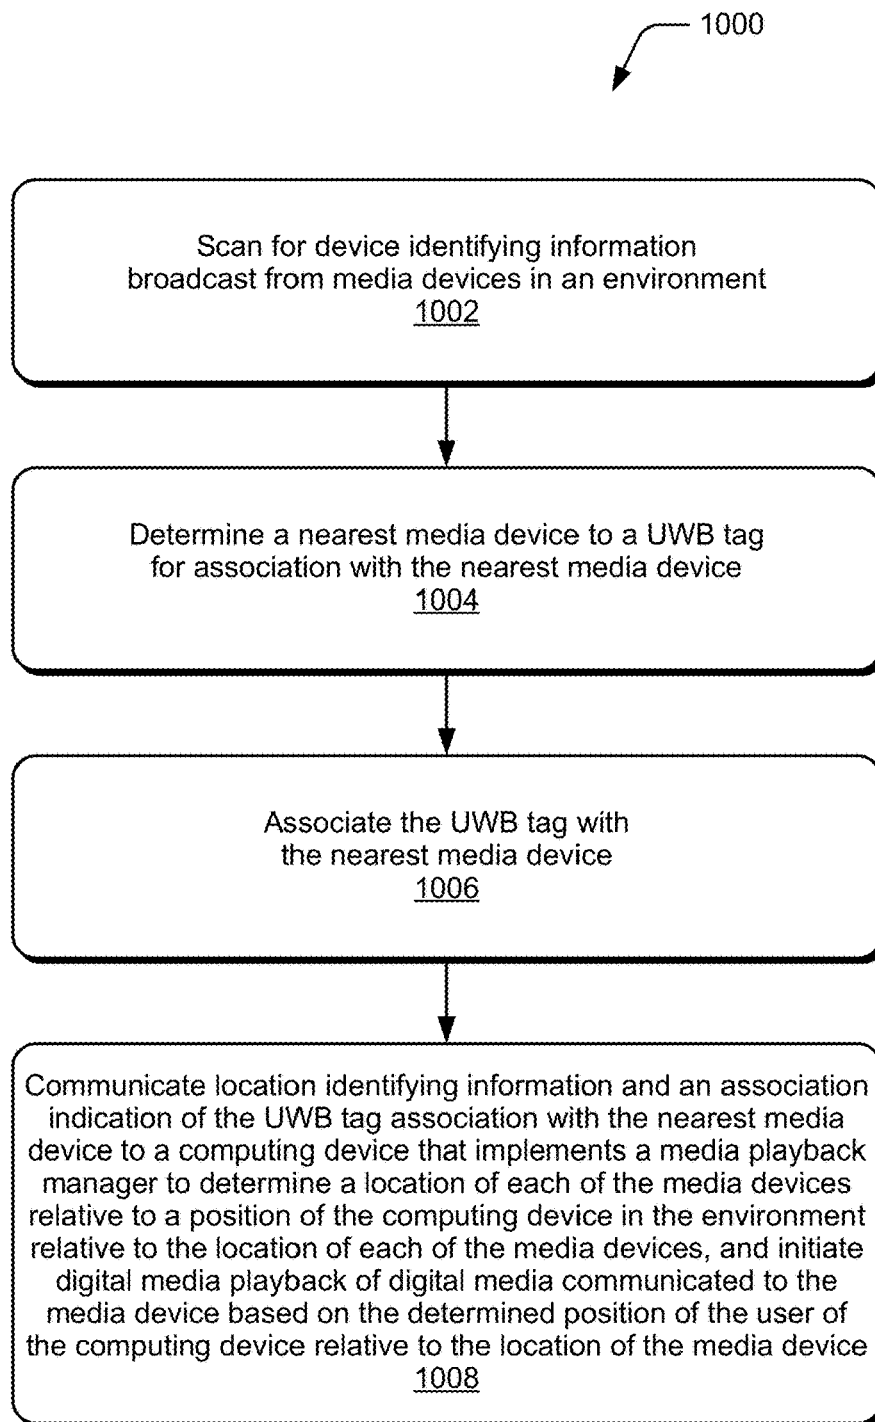 1000
Scan for device identifying information
broadcast from media devices in an environment
1002
Determine a nearest media device to a UWB tag
for association with the nearest media device
1004
Associate the UWB tag with
the nearest media device
1006
Communicate location identifying information and an association
indication of the UWB tag association with the nearest media
device to a computing device that implements a media playback
manager to determine a location of each of the media devices
relative to a position of the computing device in the environment
relative to the location of each of the media devices, and initiate
digital media playback of digital media communicated to the
media device based on the determined position of the user of
the computing device relative to the location of the media device
1008